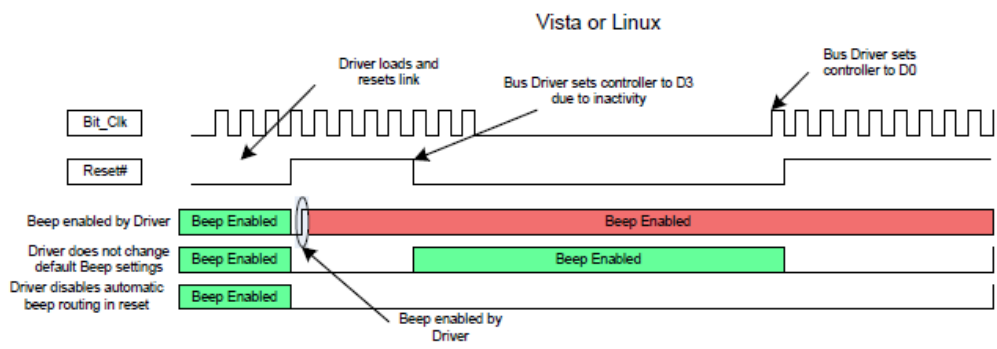 Vista or Linux
Driver loads and
resets link
Bus Driver sets controller to D3
due to inactivity
Bus Driver sets
controller to D0
Bit_Clk
Reset#
Beep enabled by Driver
Beep Enabled
Beep Enabled
Driver does not change
default Beep settings
Beep Enabled
Beep Enabled
Driver disables automatic
beep routing in reset
Beep Enabled
Beep enabled by
Driver